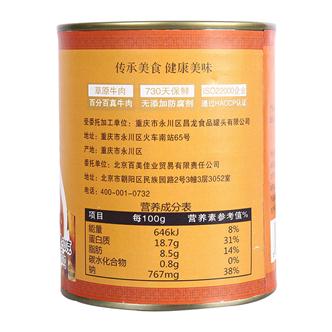 传承美食 健康美味
草原牛肉 730天保鲜 ISO22000企业
百分百真牛肉 无添加防腐剂 通过HACCP认证
受委托加工单位：重庆市永川区昌龙食品罐头有限公司
地址：重庆市永川区火车南站65号
产地：重庆市永川区
委托单位：北京百美佳业贸易有限责任公司
地址：北京市朝阳区民族园路2号3幢3层3052室
电话：400-001-0732
营养成分表
项目 每100g 营养素参考值%
能量 646kJ 8%
蛋白质 18.7g 31%
脂肪 8.5g 14%
碳水化合物 0.8g 0%
钠 767mg 38%